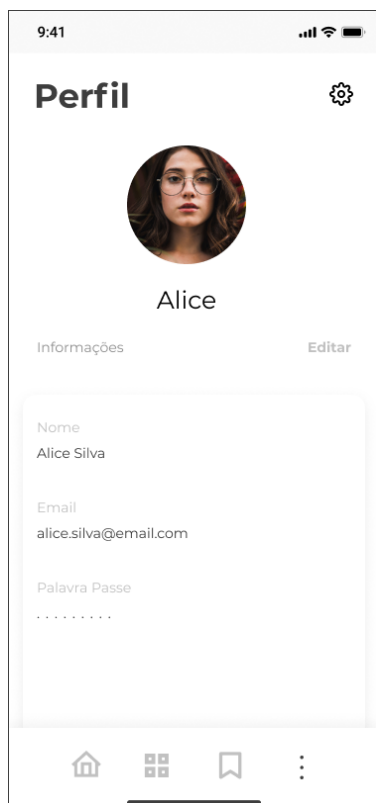 9:41
Perfil
Alice
Informações Editar
Nome
Alice Silva
Email
alice.silva@email.com
Palavra Passe
. . . . . . . . .